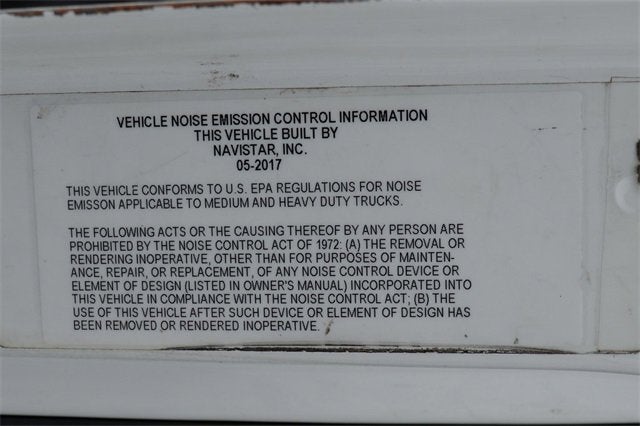 VEHICLE NOISE EMISSION CONTROL INFORMATION
THIS VEHICLE BUILT BY
NAVISTAR, INC.
05-2017
THIS VEHICLE CONFORMS TO U.S. EPA REGULATIONS FOR NOISE
EMISSON APPLICABLE TO MEDIUM AND HEAVY DUTY TRUCKS.
THE FOLLOWING ACTS OR THE CAUSING THEREOF BY ANY PERSON ARE
PROHIBITED BY THE NOISE CONTROL ACT OF 1972: (A) THE REMOVAL OR
RENDERING INOPERATIVE, OTHER THAN FOR PURPOSES OF MAINTEN-
ANCE, REPAIR, OR REPLACEMENT, OF ANY NOISE CONTROL DEVICE OR
ELEMENT OF DESIGN (LISTED IN OWNER'S MANUAL) INCORPORATED INTO
THIS VEHICLE IN COMPLIANCE WITH THE NOISE CONTROL ACT; (B) THE
USE OF THIS VEHICLE AFTER SUCH DEVICE OR ELEMENT OF DESIGN HAS
BEEN REMOVED OR RENDERED INOPERATIVE.